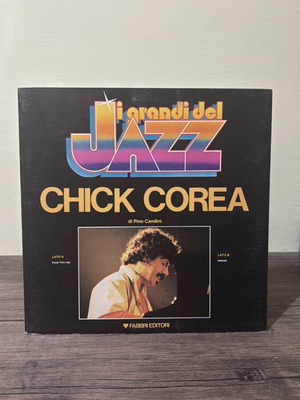 i grandi del
JAZZ
CHICK COREA
di Pino Candini
LATO A
LATO B
FABBRI EDITORI